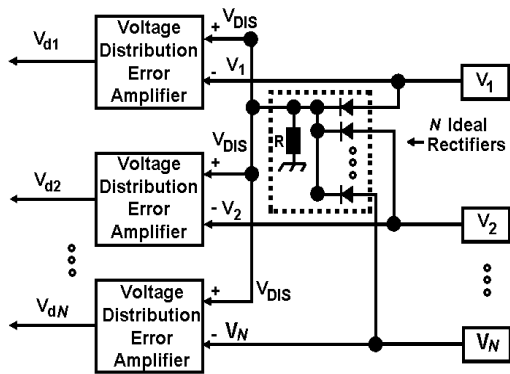 Voltage
Distribution
Error
Amplifier
V_d1
+ V_DIS
- V_1
V_1
N Ideal
Rectifiers
R
Voltage
Distribution
Error
Amplifier
V_d2
V_DIS
+
- V_2
V_2
Voltage
Distribution
Error
Amplifier
V_dN
+
V_DIS
- V_N
V_N